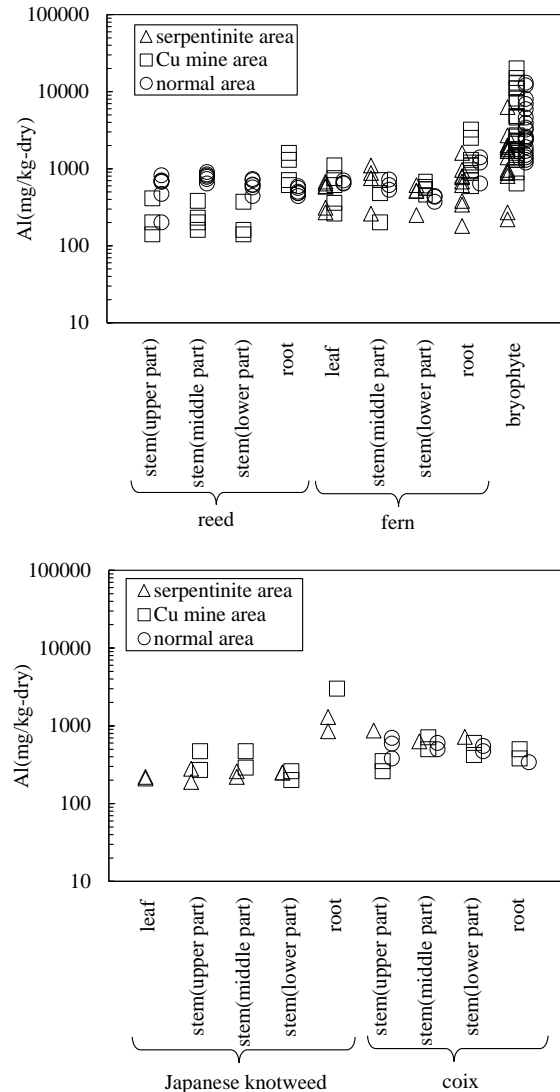 100000
10000
1000
100
10
Al(mg/kg-dry)
serpentinite area
Cu mine area
normal area
stem(upper part)
stem(middle part)
stem(lower part)
root
leaf
stem(middle part)
stem(lower part)
root
bryophyte
reed
fern
100000
10000
1000
100
10
Al(mg/kg-dry)
serpentinite area
Cu mine area
normal area
leaf
stem(upper part)
stem(middle part)
stem(lower part)
root
stem(upper part)
stem(middle part)
stem(lower part)
root
Japanese knotweed
coix